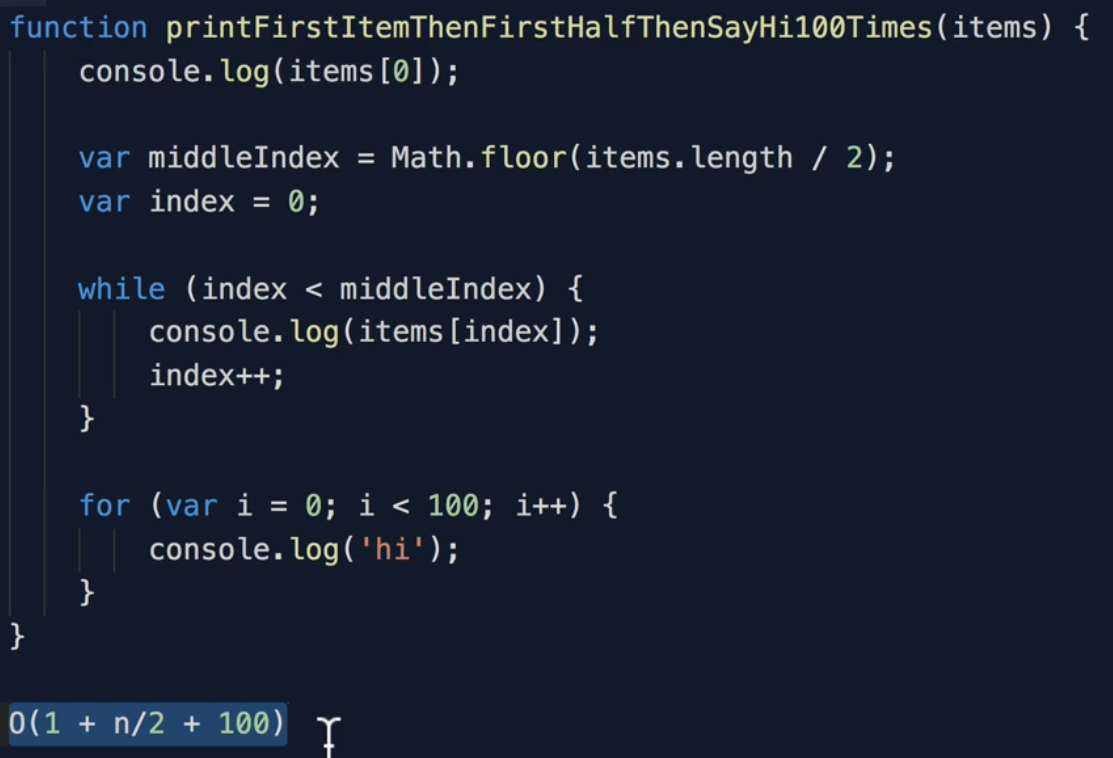 function printFirstItemThenFirstHalfThenSayHi100Times(items) {
    console.log(items[0]);

    var middleIndex = Math.floor(items.length / 2);
    var index = 0;

    while (index < middleIndex) {
        console.log(items[index]);
        index++;
    }

    for (var i = 0; i < 100; i++) {
        console.log('hi');
    }
}

O(1 + n/2 + 100)